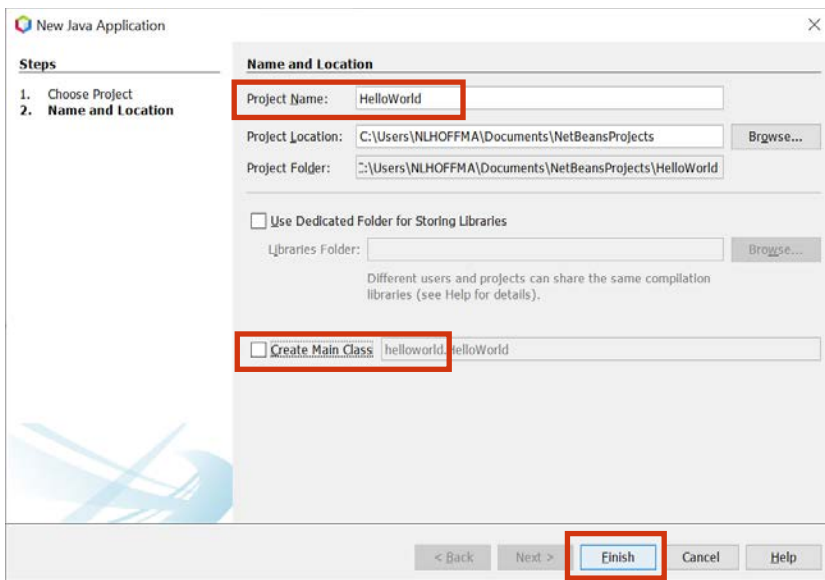 New Java Application
Steps
1. Choose Project
2. Name and Location
Name and Location
Project Name: HelloWorld
Project Location: C:\Users\NLHOFFMA\Documents\NetBeansProjects Browse...
Project Folder: C:\Users\NLHOFFMA\Documents\NetBeansProjects\HelloWorld
Use Dedicated Folder for Storing Libraries
Libraries Folder: Browse...
Different users and projects can share the same compilation
libraries (see Help for details).
Create Main Class helloworld.HelloWorld
< Back Next > Finish Cancel Help